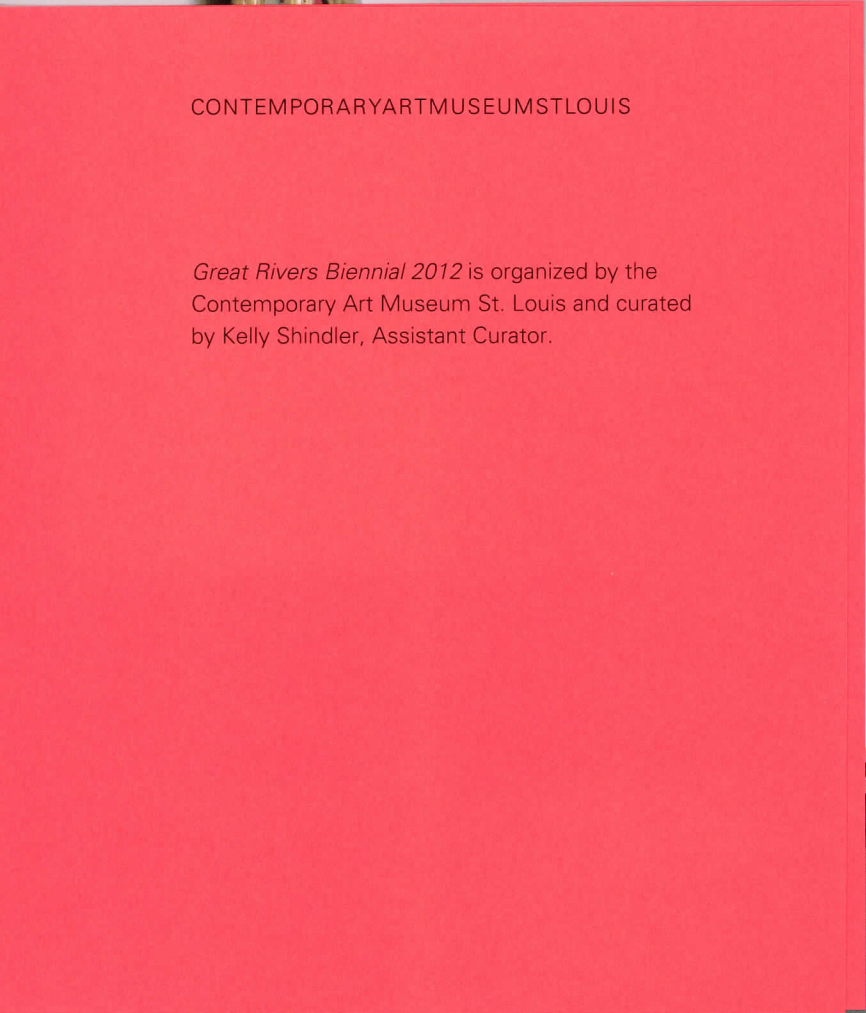 CONTEMPORARYARTMUSEUMSTLOUIS
Great Rivers Biennial 2012 is organized by the
Contemporary Art Museum St. Louis and curated
by Kelly Shindler, Assistant Curator.